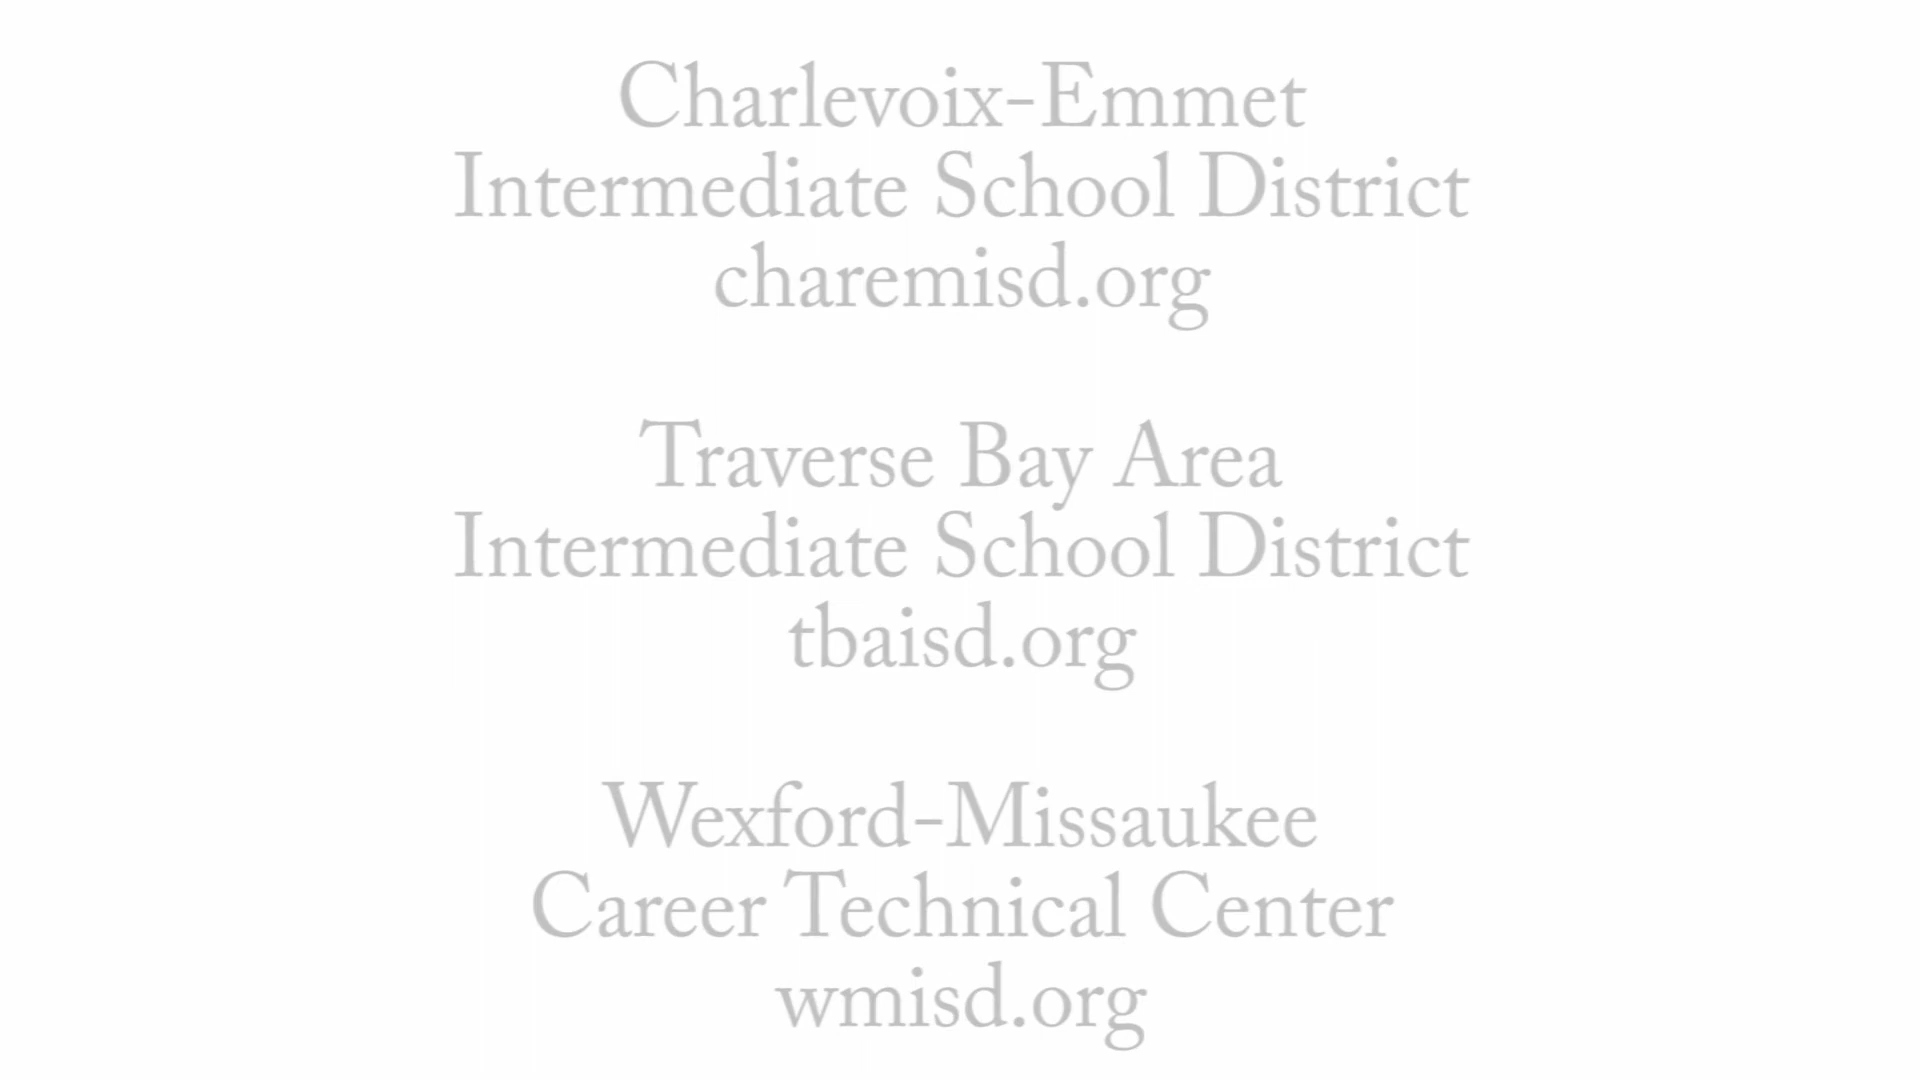 Charlevoix-Emmet
Intermediate School District
charemisd.org
Traverse Bay Area
Intermediate School District
tbaisd.org
Wexford-Missaukee
Career Technical Center
wmisd.org